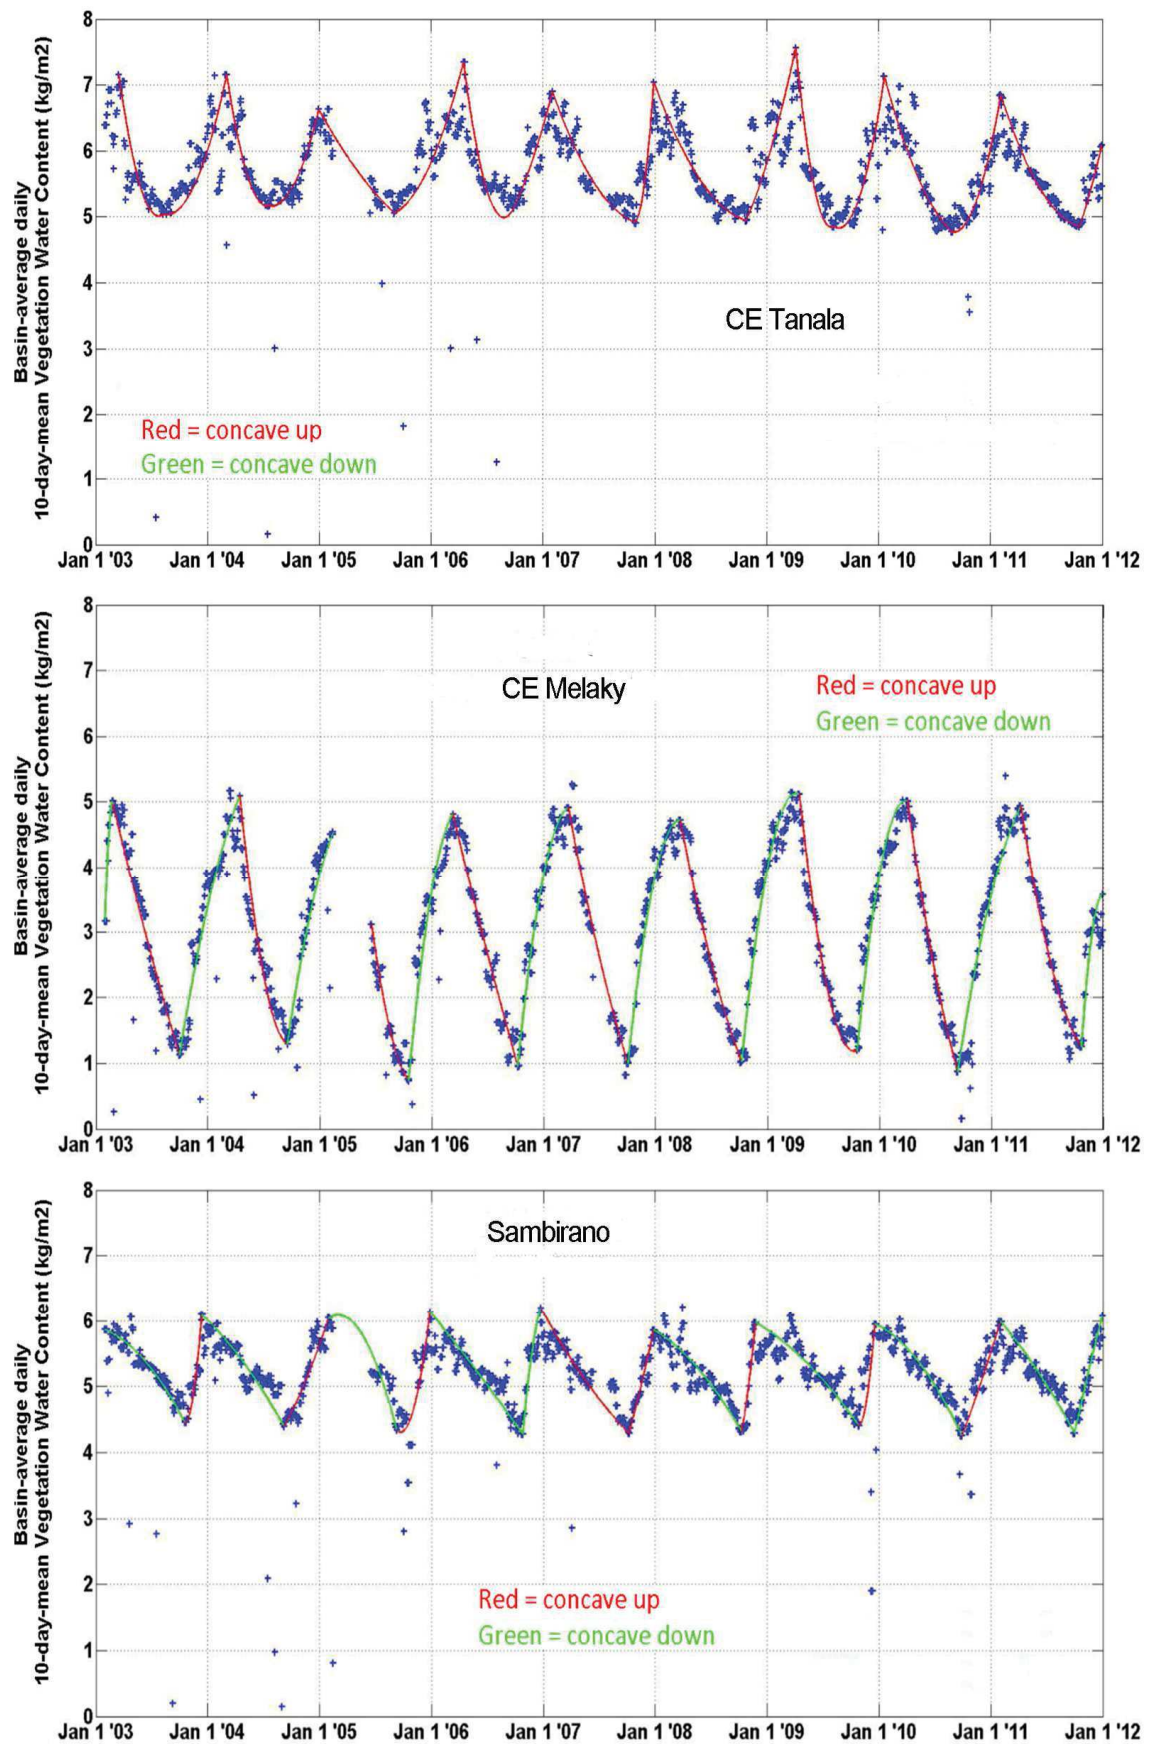 Basin-average daily
10-day-mean Vegetation Water Content (kg/m2)
8
7
6
5
4
3
2
1
0
CE Tanala
Red = concave up
Green = concave down
Jan 1 '03 Jan 1 '04 Jan 1 '05 Jan 1 '06 Jan 1 '07 Jan 1 '08 Jan 1 '09 Jan 1 '10 Jan 1 '11 Jan 1 '12
Basin-average daily
10-day-mean Vegetation Water Content (kg/m2)
8
7
6
5
4
3
2
1
0
CE Melaky
Red = concave up
Green = concave down
Jan 1 '03 Jan 1 '04 Jan 1 '05 Jan 1 '06 Jan 1 '07 Jan 1 '08 Jan 1 '09 Jan 1 '10 Jan 1 '11 Jan 1 '12
Basin-average daily
10-day-mean Vegetation Water Content (kg/m2)
8
7
6
5
4
3
2
1
0
Sambirano
Red = concave up
Green = concave down
Jan 1 '03 Jan 1 '04 Jan 1 '05 Jan 1 '06 Jan 1 '07 Jan 1 '08 Jan 1 '09 Jan 1 '10 Jan 1 '11 Jan 1 '12